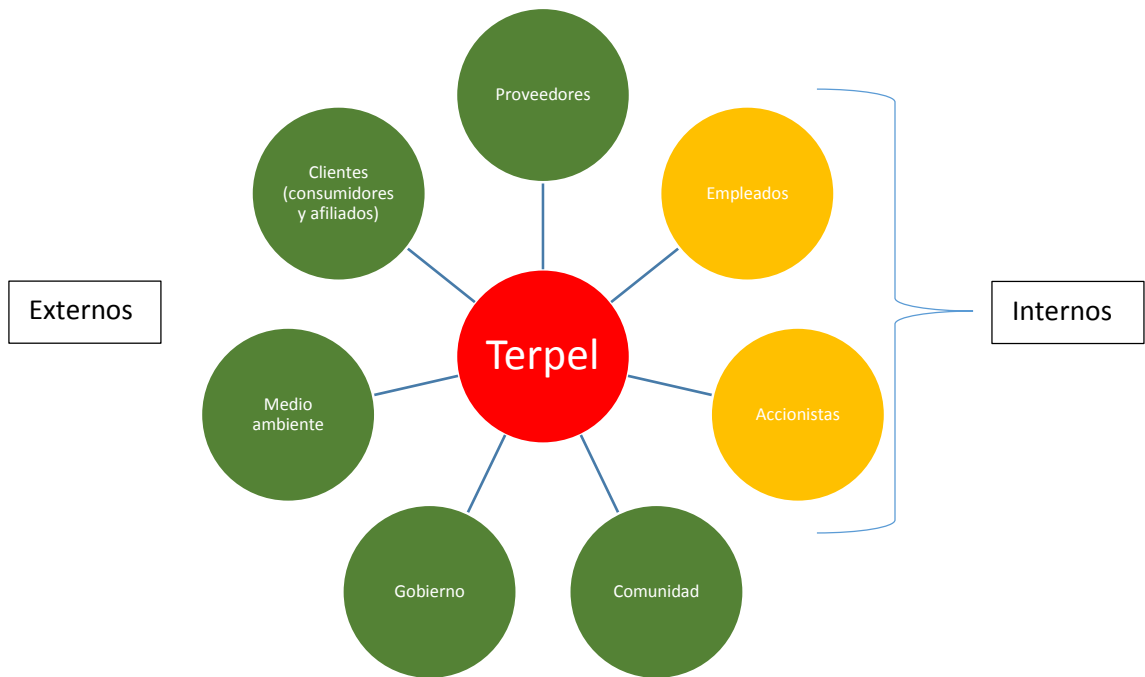 Proveedores
Clientes
(consumidores
y afiliados)
Empleados
Externos
Internos
Terpel
Medio
ambiente
Accionistas
Gobierno
Comunidad